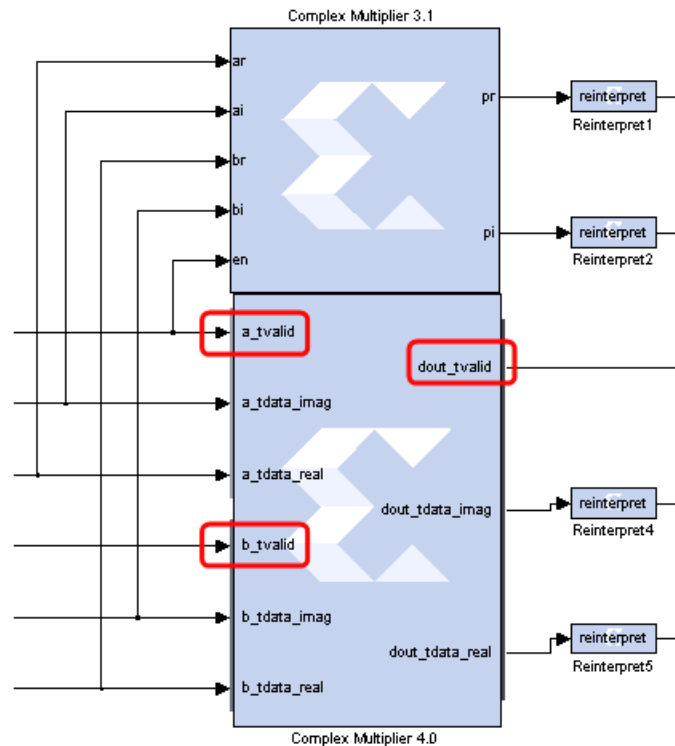 Complex Multiplier 3.1
ar
ai
br
bi
en
pr
pi
reinterpret
Reinterpret1
reinterpret
Reinterpret2
a_tvalid
a_tdata_imag
a_tdata_real
b_tvalid
b_tdata_imag
b_tdata_real
dout_tvalid
dout_tdata_imag
dout_tdata_real
reinterpret
Reinterpret4
reinterpret
Reinterpret5
Complex Multiplier 4.0